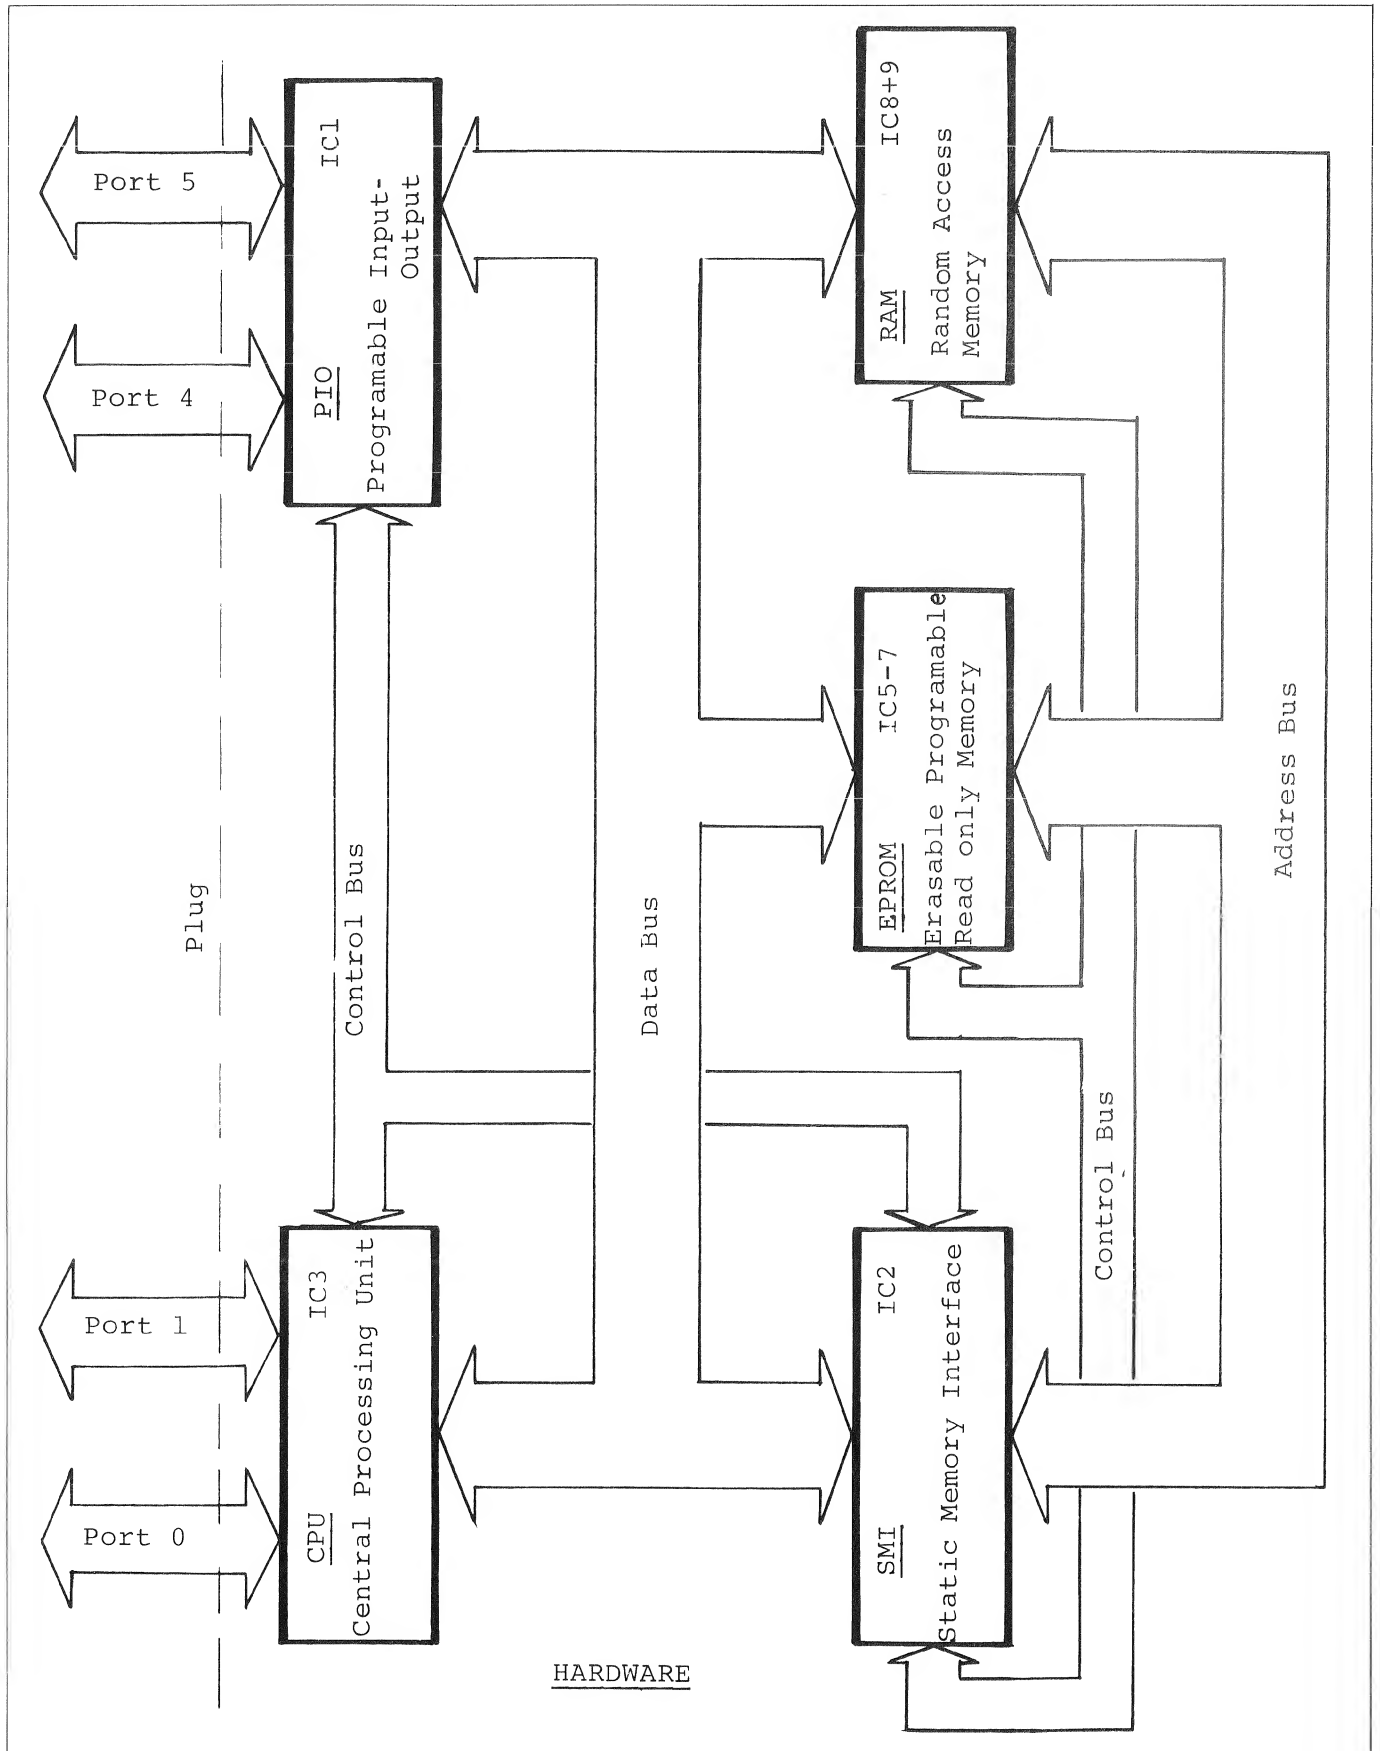 Port 5
Port 4
Port 1
Port 0
Plug
IC1
PIO
Programable Input-
Output
Control Bus
IC3
CPU
Central Processing Unit
Data Bus
IC8+9
RAM
Random Access
Memory
IC5-7
EPROM
Erasable Programable
Read only Memory
IC2
SMI
Static Memory Interface
Control Bus
Address Bus
HARDWARE